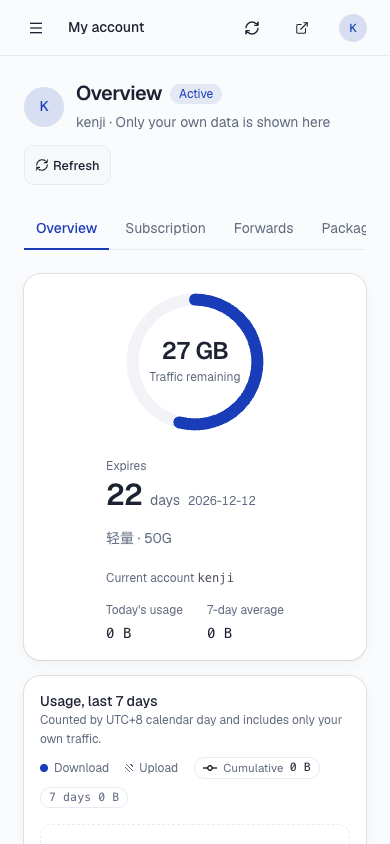 My account
K
K
Overview Active
kenji · Only your own data is shown here
Refresh
Overview Subscription Forwards Packag
27 GB
Traffic remaining
Expires
22 days 2026-12-12
轻量 · 50G
Current account kenji
Today's usage 7-day average
0 B 0 B
Usage, last 7 days
Counted by UTC+8 calendar day and includes only your
own traffic.
Download Upload Cumulative 0 B
7 days 0 B